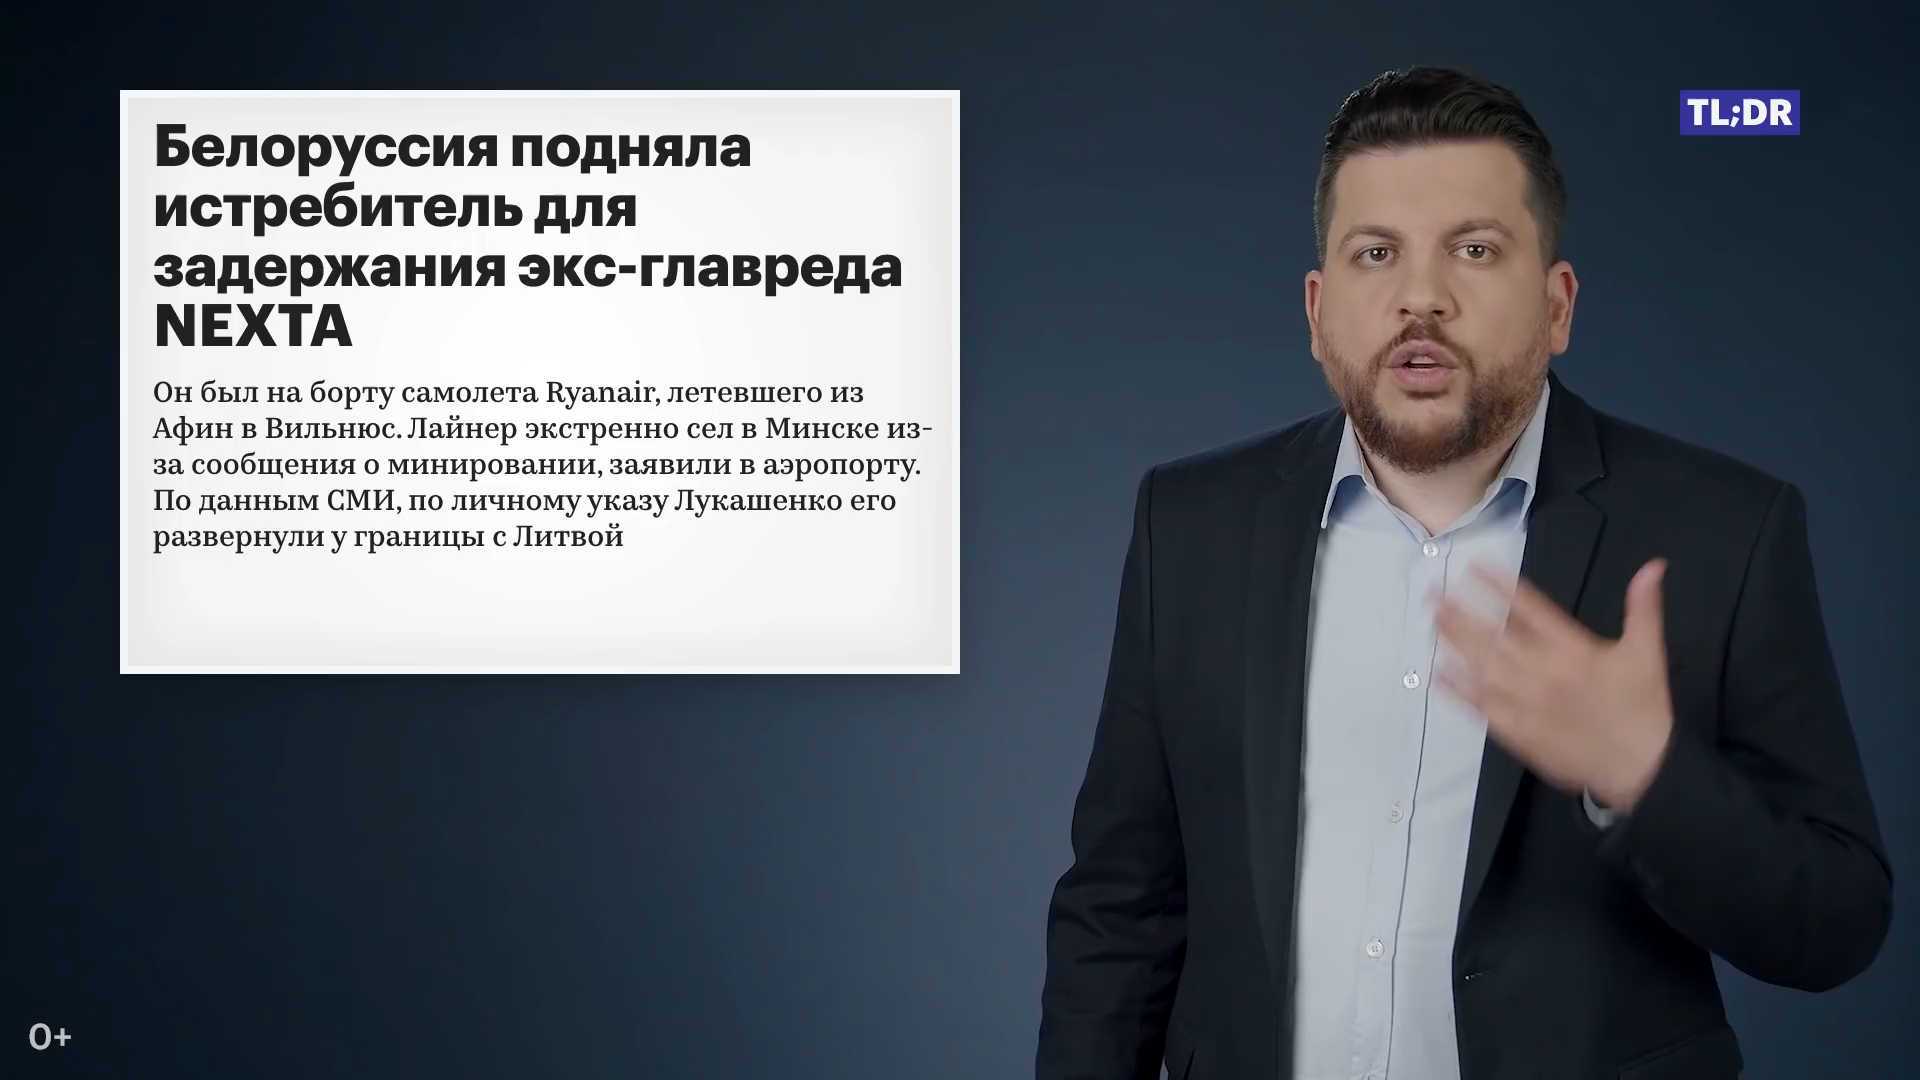 Белоруссия подняла
истребитель для
задержания экс-главреда
NEXTA
Он был на борту самолета Ryanair, летевшего из
Афин в Вильнюс. Лайнер экстренно сел в Минске из-
за сообщения о минировании, заявили в аэропорту.
По данным СМИ, по личному указу Лукашенко его
развернули у границы с Литвой
TL;DR
0+